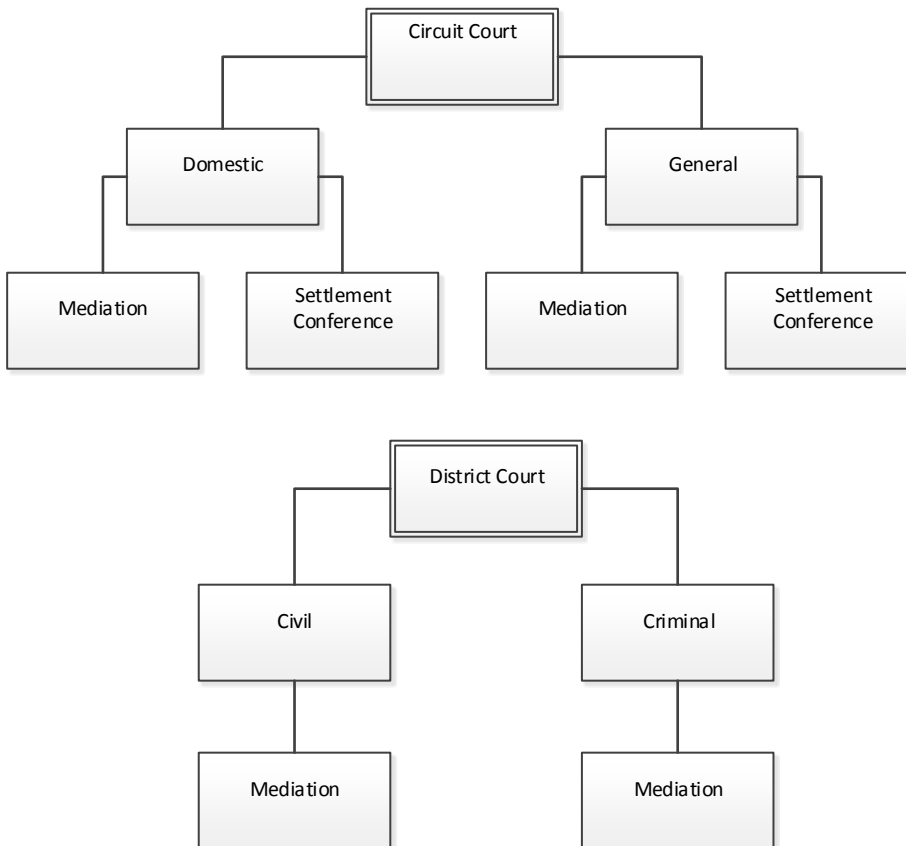 Circuit Court
Domestic
General
Mediation
Settlement
Conference
Mediation
Settlement
Conference
District Court
Civil
Criminal
Mediation
Mediation